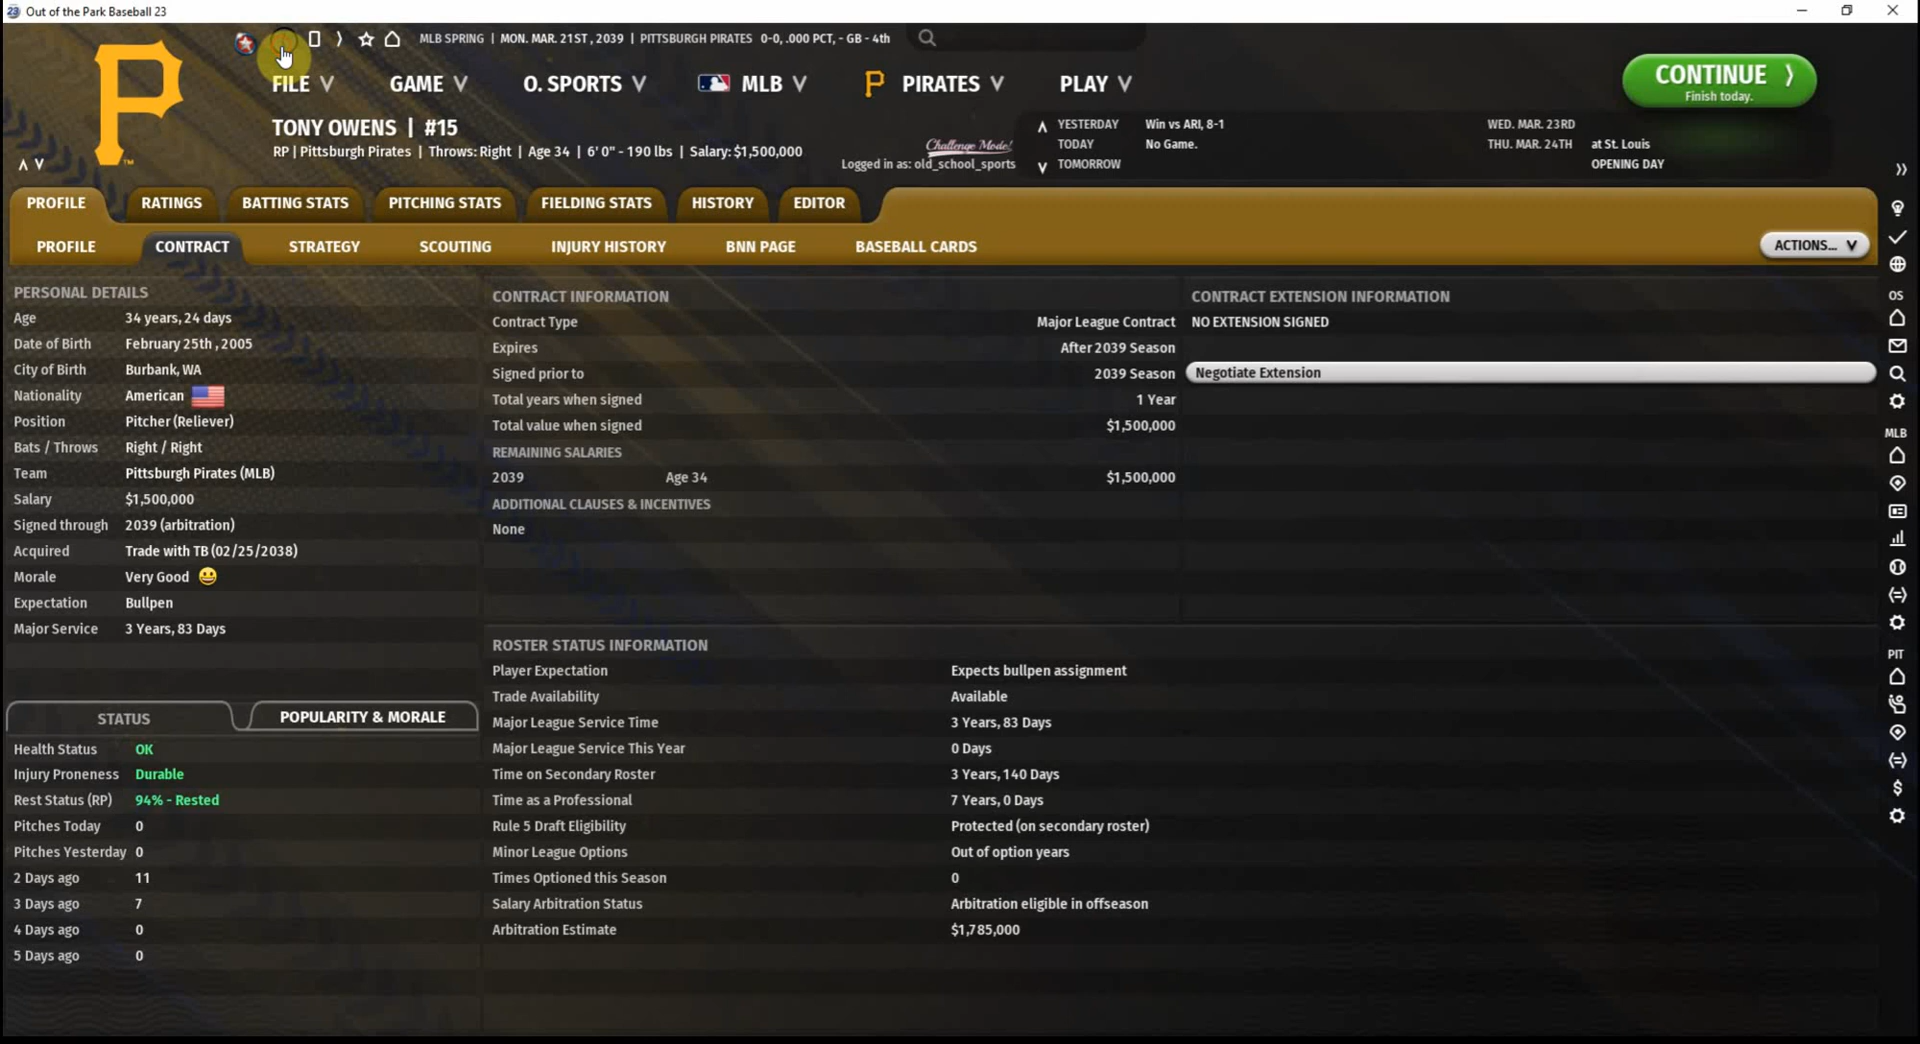 23 Out of the Park Baseball 23
MLB SPRING | MON. MAR. 21ST, 2039 | PITTSBURGH PIRATES 0-0, .000 PCT, - GB - 4th
P
TM
FILE
GAME
O. SPORTS
MLB
P PIRATES
PLAY
CONTINUE
Finish today.
TONY OWENS | #15
RP | Pittsburgh Pirates | Throws: Right | Age 34 | 6' 0" - 190 lbs | Salary: $1,500,000
Challenge Mode!
Logged in as: old_school_sports
YESTERDAY Win vs ARI, 8-1
TODAY No Game.
TOMORROW
WED. MAR. 23RD
THU. MAR. 24TH at St. Louis
OPENING DAY
PROFILE RATINGS BATTING STATS PITCHING STATS FIELDING STATS HISTORY EDITOR
PROFILE CONTRACT STRATEGY SCOUTING INJURY HISTORY BNN PAGE BASEBALL CARDS
ACTIONS...
PERSONAL DETAILS
Age 34 years, 24 days
Date of Birth February 25th, 2005
City of Birth Burbank, WA
Nationality American
Position Pitcher (Reliever)
Bats / Throws Right / Right
Team Pittsburgh Pirates (MLB)
Salary $1,500,000
Signed through 2039 (arbitration)
Acquired Trade with TB (02/25/2038)
Morale Very Good
Expectation Bullpen
Major Service 3 Years, 83 Days
STATUS POPULARITY & MORALE
Health Status OK
Injury Proneness Durable
Rest Status (RP) 94% - Rested
Pitches Today 0
Pitches Yesterday 0
2 Days ago 11
3 Days ago 7
4 Days ago 0
5 Days ago 0
CONTRACT INFORMATION
Contract Type Major League Contract
Expires After 2039 Season
Signed prior to 2039 Season
Total years when signed 1 Year
Total value when signed $1,500,000
REMAINING SALARIES
2039 Age 34 $1,500,000
ADDITIONAL CLAUSES & INCENTIVES
None
CONTRACT EXTENSION INFORMATION
NO EXTENSION SIGNED
Negotiate Extension
ROSTER STATUS INFORMATION
Player Expectation Expects bullpen assignment
Trade Availability Available
Major League Service Time 3 Years, 83 Days
Major League Service This Year 0 Days
Time on Secondary Roster 3 Years, 140 Days
Time as a Professional 7 Years, 0 Days
Rule 5 Draft Eligibility Protected (on secondary roster)
Minor League Options Out of option years
Times Optioned this Season 0
Salary Arbitration Status Arbitration eligible in offseason
Arbitration Estimate $1,785,000
OS
MLB
PIT
$